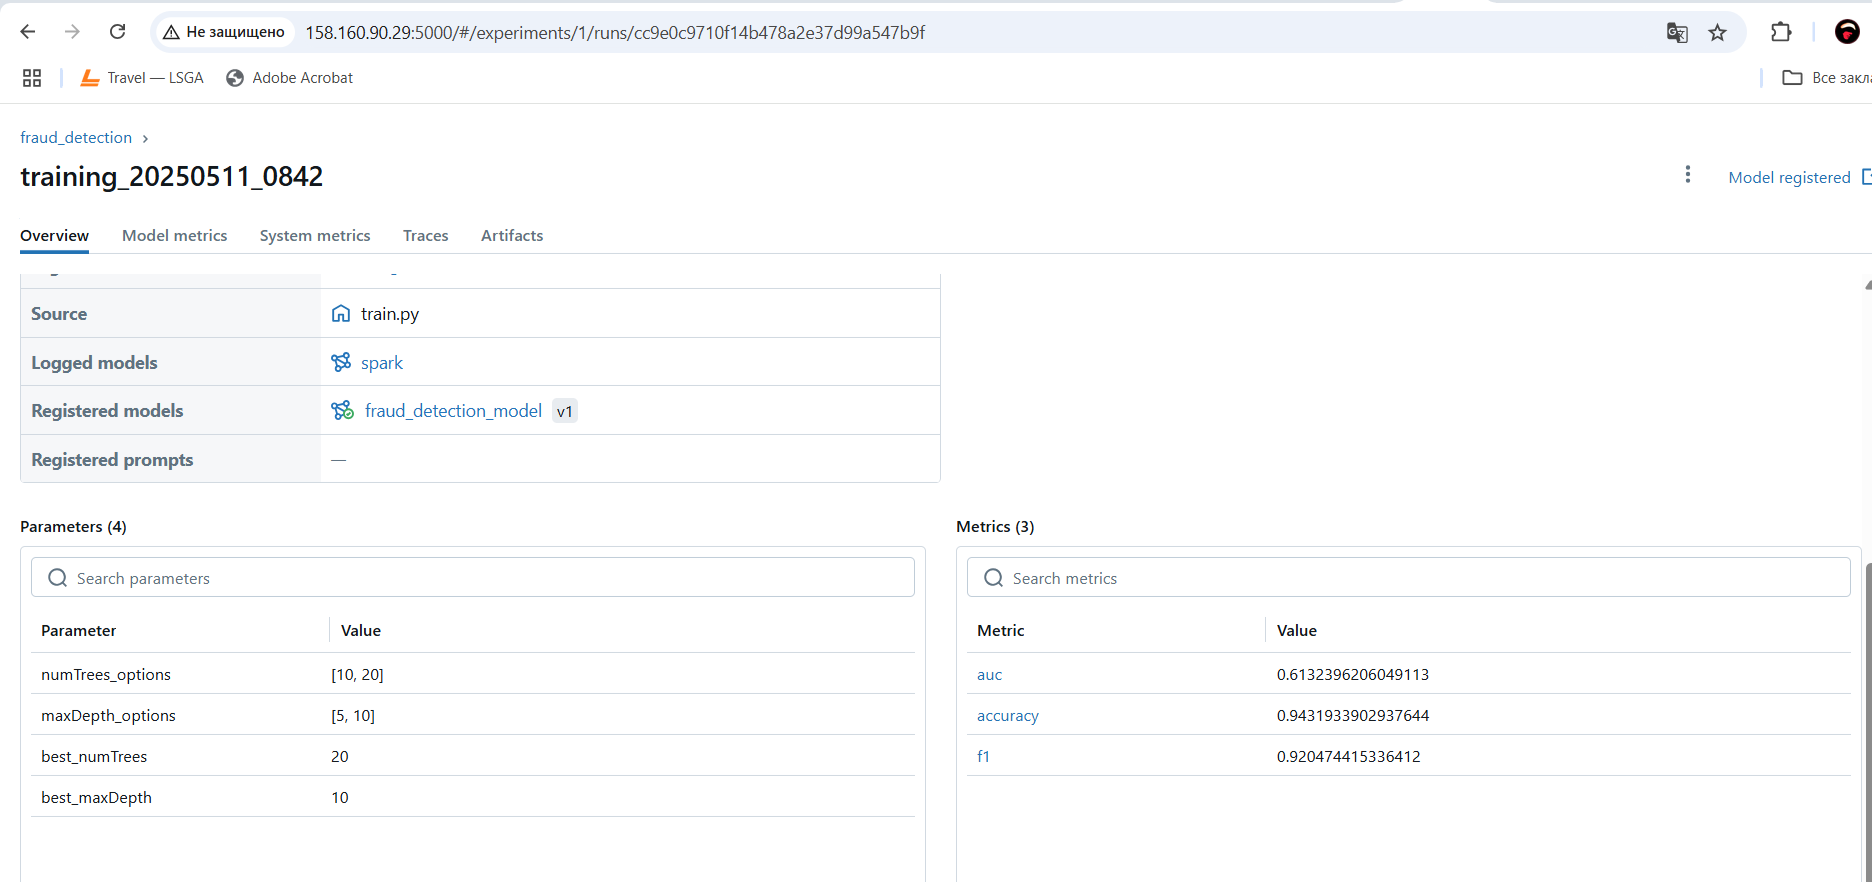 Не защищено 158.160.90.29:5000/#/experiments/1/runs/cc9e0c9710f14b478a2e37d99a547b9f
Travel — LSGA Adobe Acrobat Все закла
fraud_detection ›
training_20250511_0842
Model registered
Overview Model metrics System metrics Traces Artifacts
Source train.py
Logged models spark
Registered models fraud_detection_model v1
Registered prompts —
Parameters (4) Metrics (3)
Search parameters Search metrics
Parameter Value Metric Value
numTrees_options [10, 20] auc 0.6132396206049113
maxDepth_options [5, 10] accuracy 0.9431933902937644
best_numTrees 20 f1 0.920474415336412
best_maxDepth 10